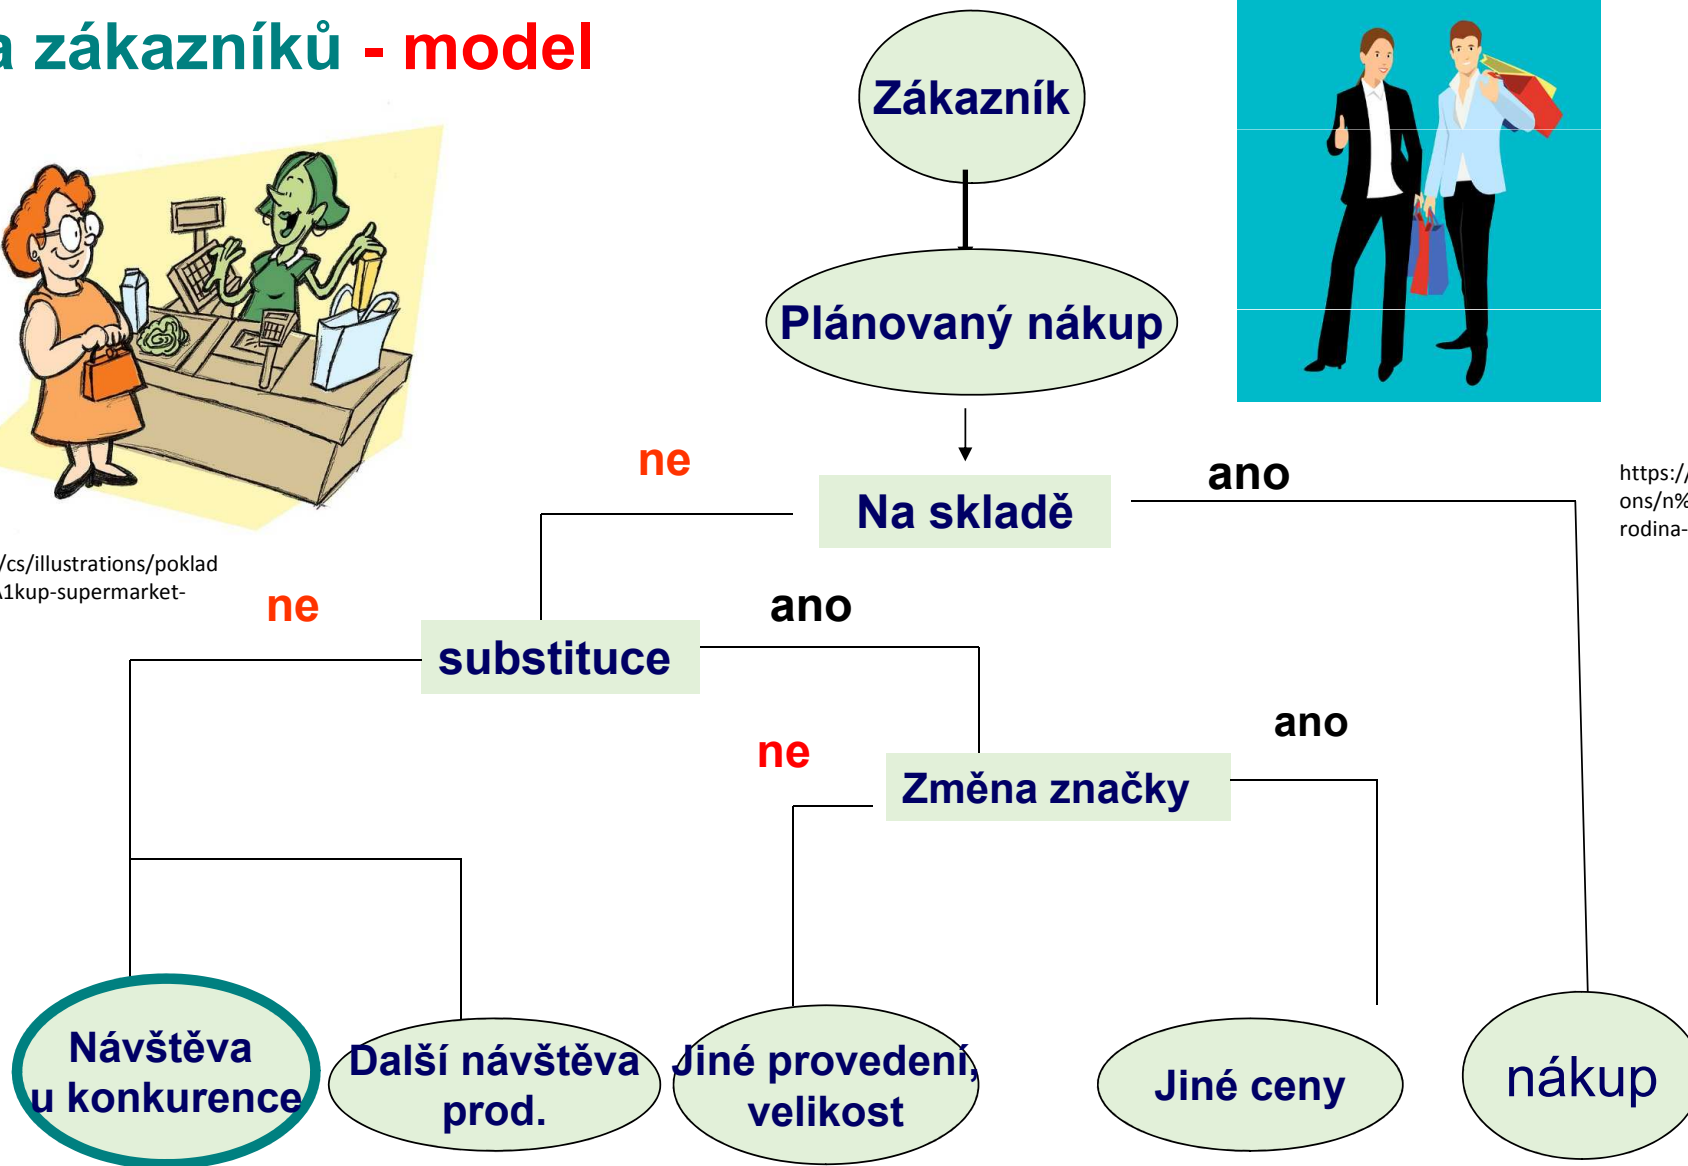 a zákazníků - model
Zákazník
Plánovaný nákup
ne
Na skladě
ano
https://
ons/n%
rodina-
/cs/illustrations/poklad
1kup-supermarket-
ne
substituce
ano
ne
Změna značky
ano
Návštěva
u konkurence
Další návštěva
prod.
Jiné provedení,
velikost
Jiné ceny
nákup